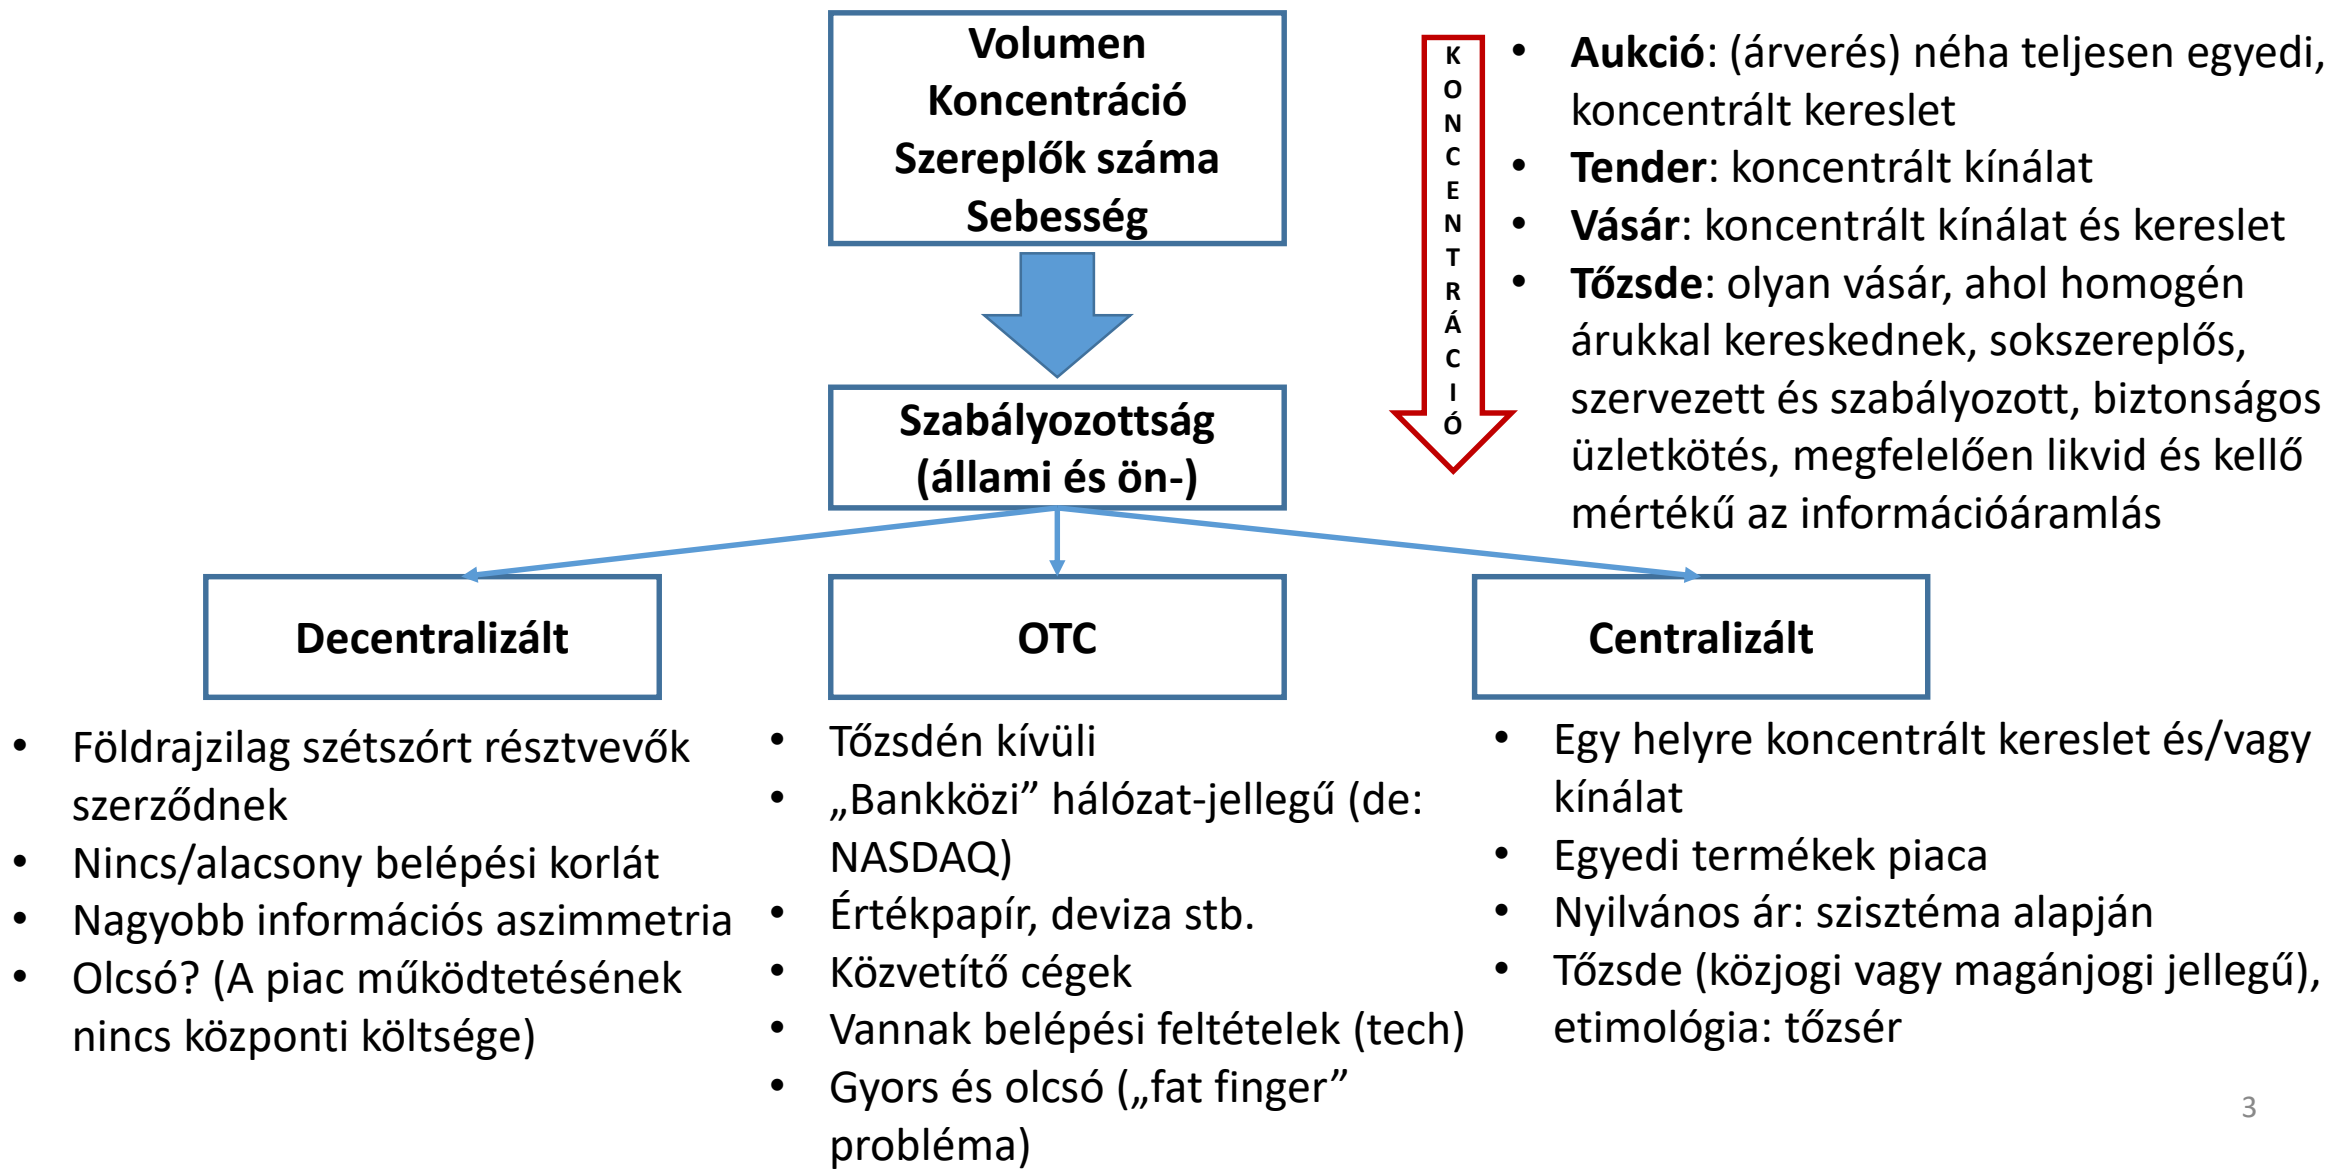 Volumen
Koncentráció
Szereplők száma
Sebesség
Szabályozottság
(állami és ön-)
KONCENTRÁCIÓ
• Aukció: (árverés) néha teljesen egyedi,
koncentrált kereslet
• Tender: koncentrált kínálat
• Vásár: koncentrált kínálat és kereslet
• Tőzsde: olyan vásár, ahol homogén
árukkal kereskednek, sokszereplős,
szervezett és szabályozott, biztonságos
üzletkötés, megfelelően likvid és kellő
mértékű az információáramlás
Decentralizált
• Földrajzilag szétszórt résztvevők
szerződnek
• Nincs/alacsony belépési korlát
• Nagyobb információs aszimmetria
• Olcsó? (A piac működtetésének
nincs központi költsége)
OTC
• Tőzsdén kívüli
• „Bankközi” hálózat-jellegű (de:
NASDAQ)
• Értékpapír, deviza stb.
• Közvetítő cégek
• Vannak belépési feltételek (tech)
• Gyors és olcsó („fat finger”
probléma)
Centralizált
• Egy helyre koncentrált kereslet és/vagy
kínálat
• Egyedi termékek piaca
• Nyilvános ár: szisztéma alapján
• Tőzsde (közjogi vagy magánjogi jellegű),
etimológia: tőzsér
3